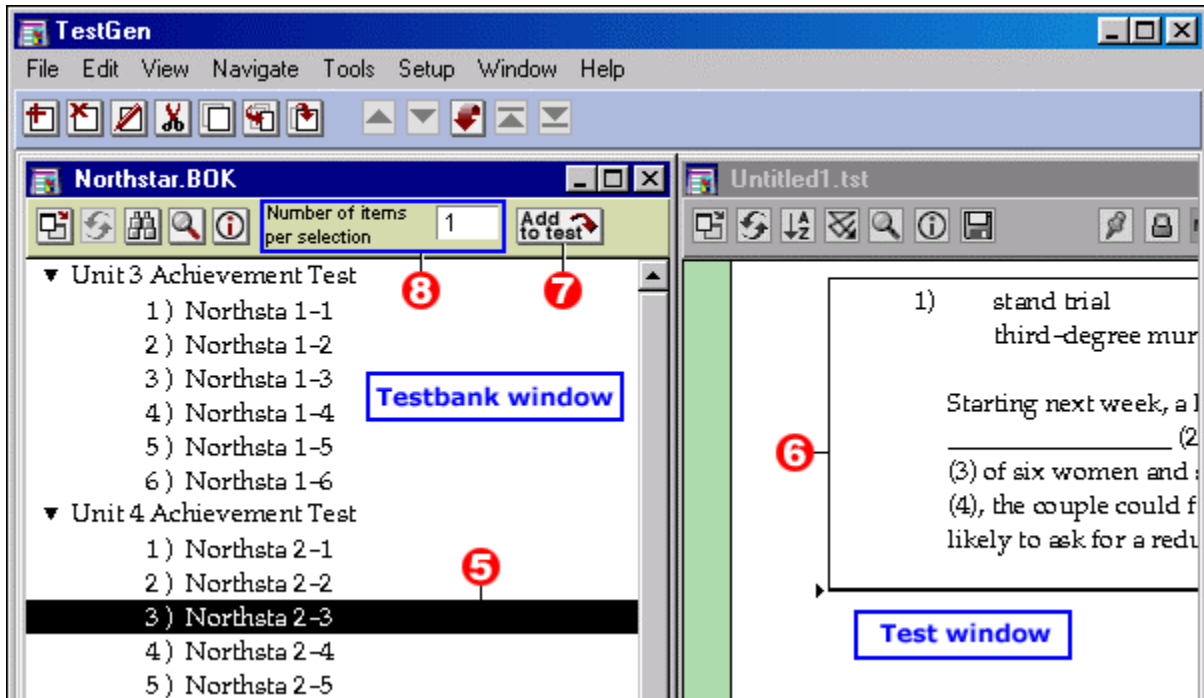 TestGen
File Edit View Navigate Tools Setup Window Help
Northstar.BOK
Number of items
per selection
1
Add
to test
8
7
▼ Unit 3 Achievement Test
1 ) Northsta 1-1
2 ) Northsta 1-2
3 ) Northsta 1-3
4 ) Northsta 1-4
5 ) Northsta 1-5
6 ) Northsta 1-6
Testbank window
▼ Unit 4 Achievement Test
1 ) Northsta 2-1
2 ) Northsta 2-2
5
3 ) Northsta 2-3
4 ) Northsta 2-4
5 ) Northsta 2-5
Untitled1.tst
1) stand trial
third-degree mur
Starting next week, a
6
(2
(3) of six women and
(4), the couple could f
likely to ask for a redu
Test window